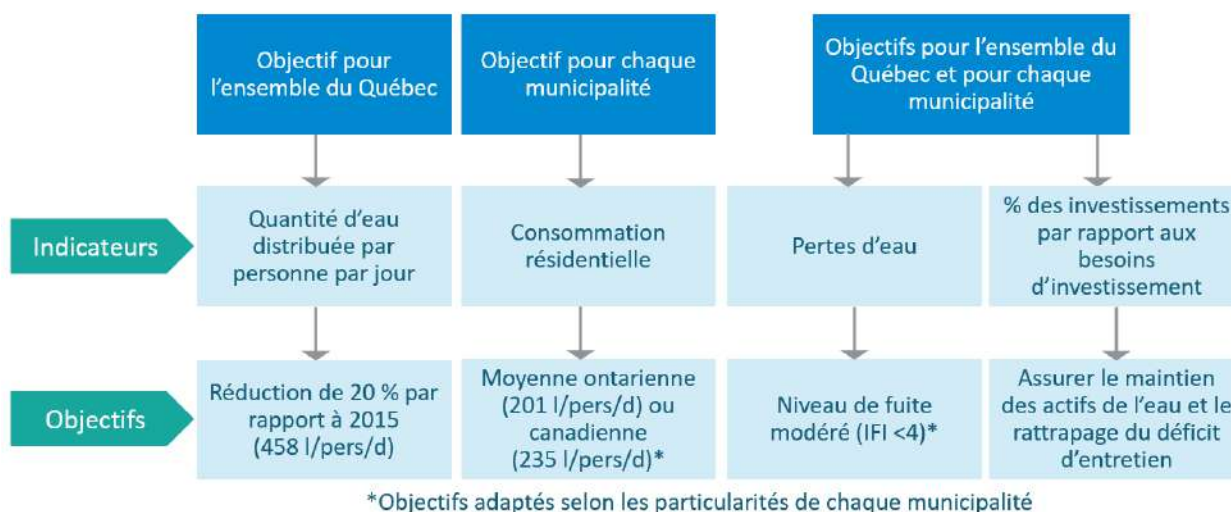 Objectif pour
l'ensemble du Québec
Objectif pour chaque
municipalité
Objectifs pour l'ensemble du
Québec et pour chaque
municipalité
Indicateurs
Quantité d'eau
distribuée par
personne par jour
Consommation
résidentielle
Pertes d'eau
% des investissements
par rapport aux
besoins
d'investissement
Objectifs
Réduction de 20 % par
rapport à 2015
(458 l/pers/d)
Moyenne ontarienne
(201 l/pers/d) ou
canadienne
(235 l/pers/d)*
Niveau de fuite
modéré (IFI <4)*
Assurer le maintien
des actifs de l'eau et le
rattrapage du déficit
d'entretien
*Objectifs adaptés selon les particularités de chaque municipalité